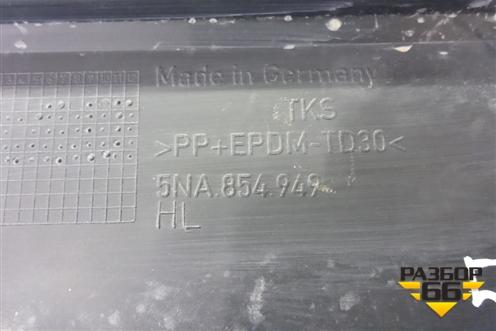 Made in Germany
TKS
>PP+EPDM-TD30<
5NA.854.949
HL
РАЗБОР
66